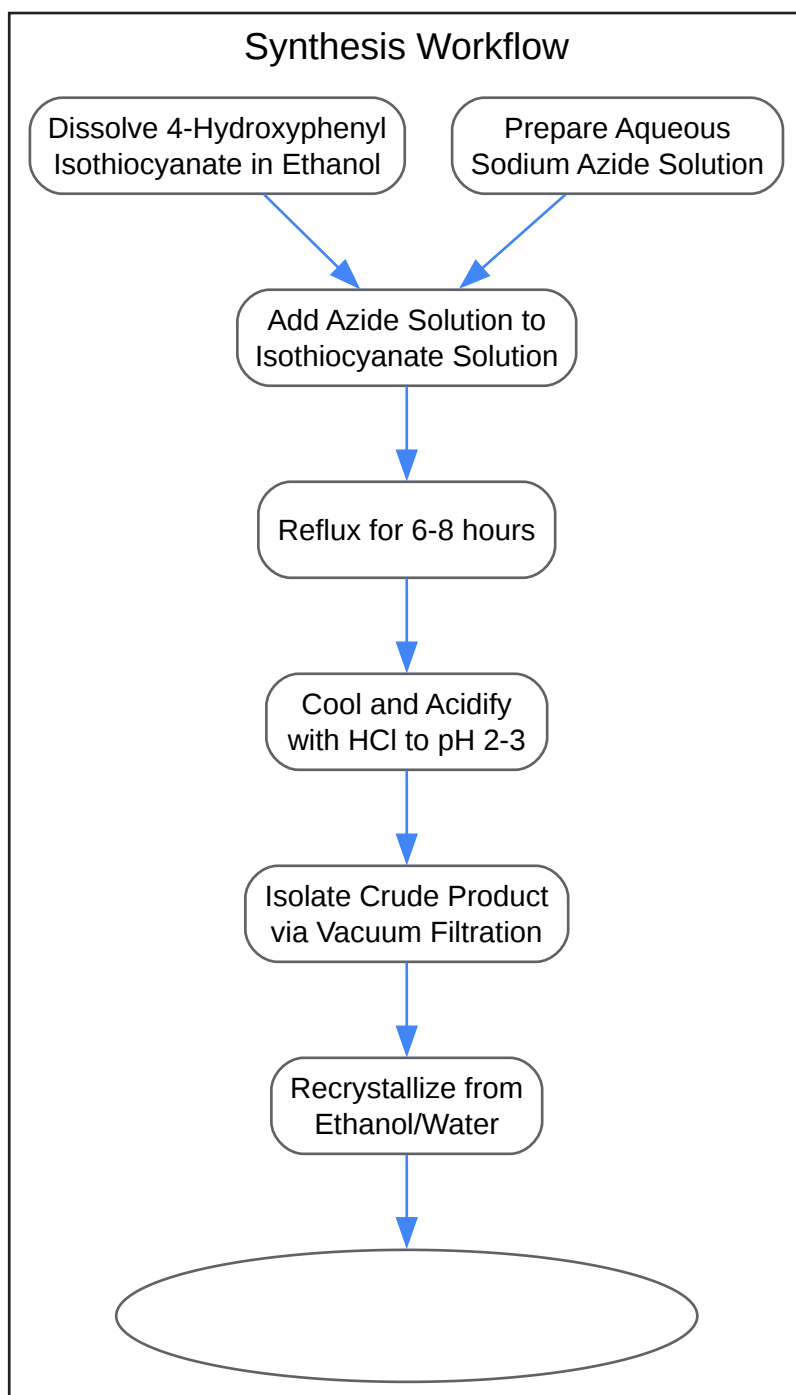 Synthesis Workflow
Dissolve 4-Hydroxyphenyl
Isothiocyanate in Ethanol
Prepare Aqueous
Sodium Azide Solution
Add Azide Solution to
Isothiocyanate Solution
Reflux for 6-8 hours
Cool and Acidify
with HCl to pH 2-3
Isolate Crude Product
via Vacuum Filtration
Recrystallize from
Ethanol/Water